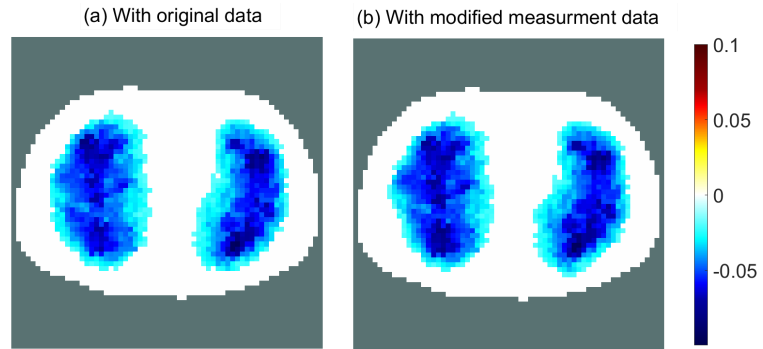 (a) With original data
(b) With modified measurment data
0.1
0.05
0
-0.05